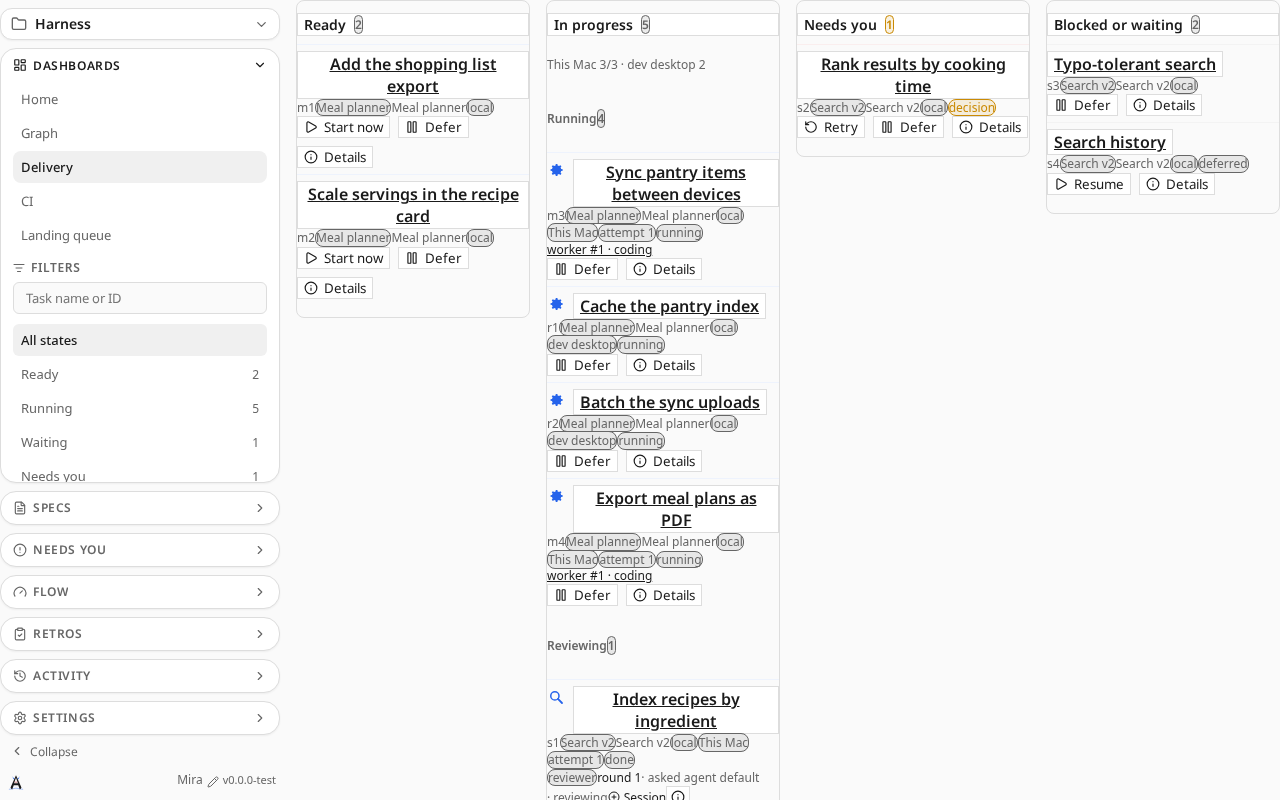 Harness
DASHBOARDS
Home
Graph
Delivery
CI
Landing queue
FILTERS
Task name or ID
All states
Ready 2
Running 5
Waiting 1
Needs you 1
SPECS
NEEDS YOU
FLOW
RETROS
ACTIVITY
SETTINGS
Collapse
Mira v0.0.0-test
Ready 2
Add the shopping list
export
m1 Meal planner Meal planner local
Start now Defer
Details
Scale servings in the recipe
card
m2 Meal planner Meal planner local
Start now Defer
Details
In progress 5
This Mac 3/3 · dev desktop 2
Running 4
Sync pantry items
between devices
m3 Meal planner Meal planner local
This Mac attempt 1 running
worker #1 · coding
Defer Details
Cache the pantry index
r1 Meal planner Meal planner local
dev desktop running
Defer Details
Batch the sync uploads
r2 Meal planner Meal planner local
dev desktop running
Defer Details
Export meal plans as
PDF
m4 Meal planner Meal planner local
This Mac attempt 1 running
worker #1 · coding
Defer Details
Reviewing 1
Index recipes by
ingredient
s1 Search v2 Search v2 local This Mac
attempt 1 done
reviewer round 1 · asked agent default
· reviewing Session
Needs you 1
Rank results by cooking
time
s2 Search v2 Search v2 local decision
Retry Defer Details
Blocked or waiting 2
Typo-tolerant search
s3 Search v2 Search v2 local
Defer Details
Search history
s4 Search v2 Search v2 local deferred
Resume Details